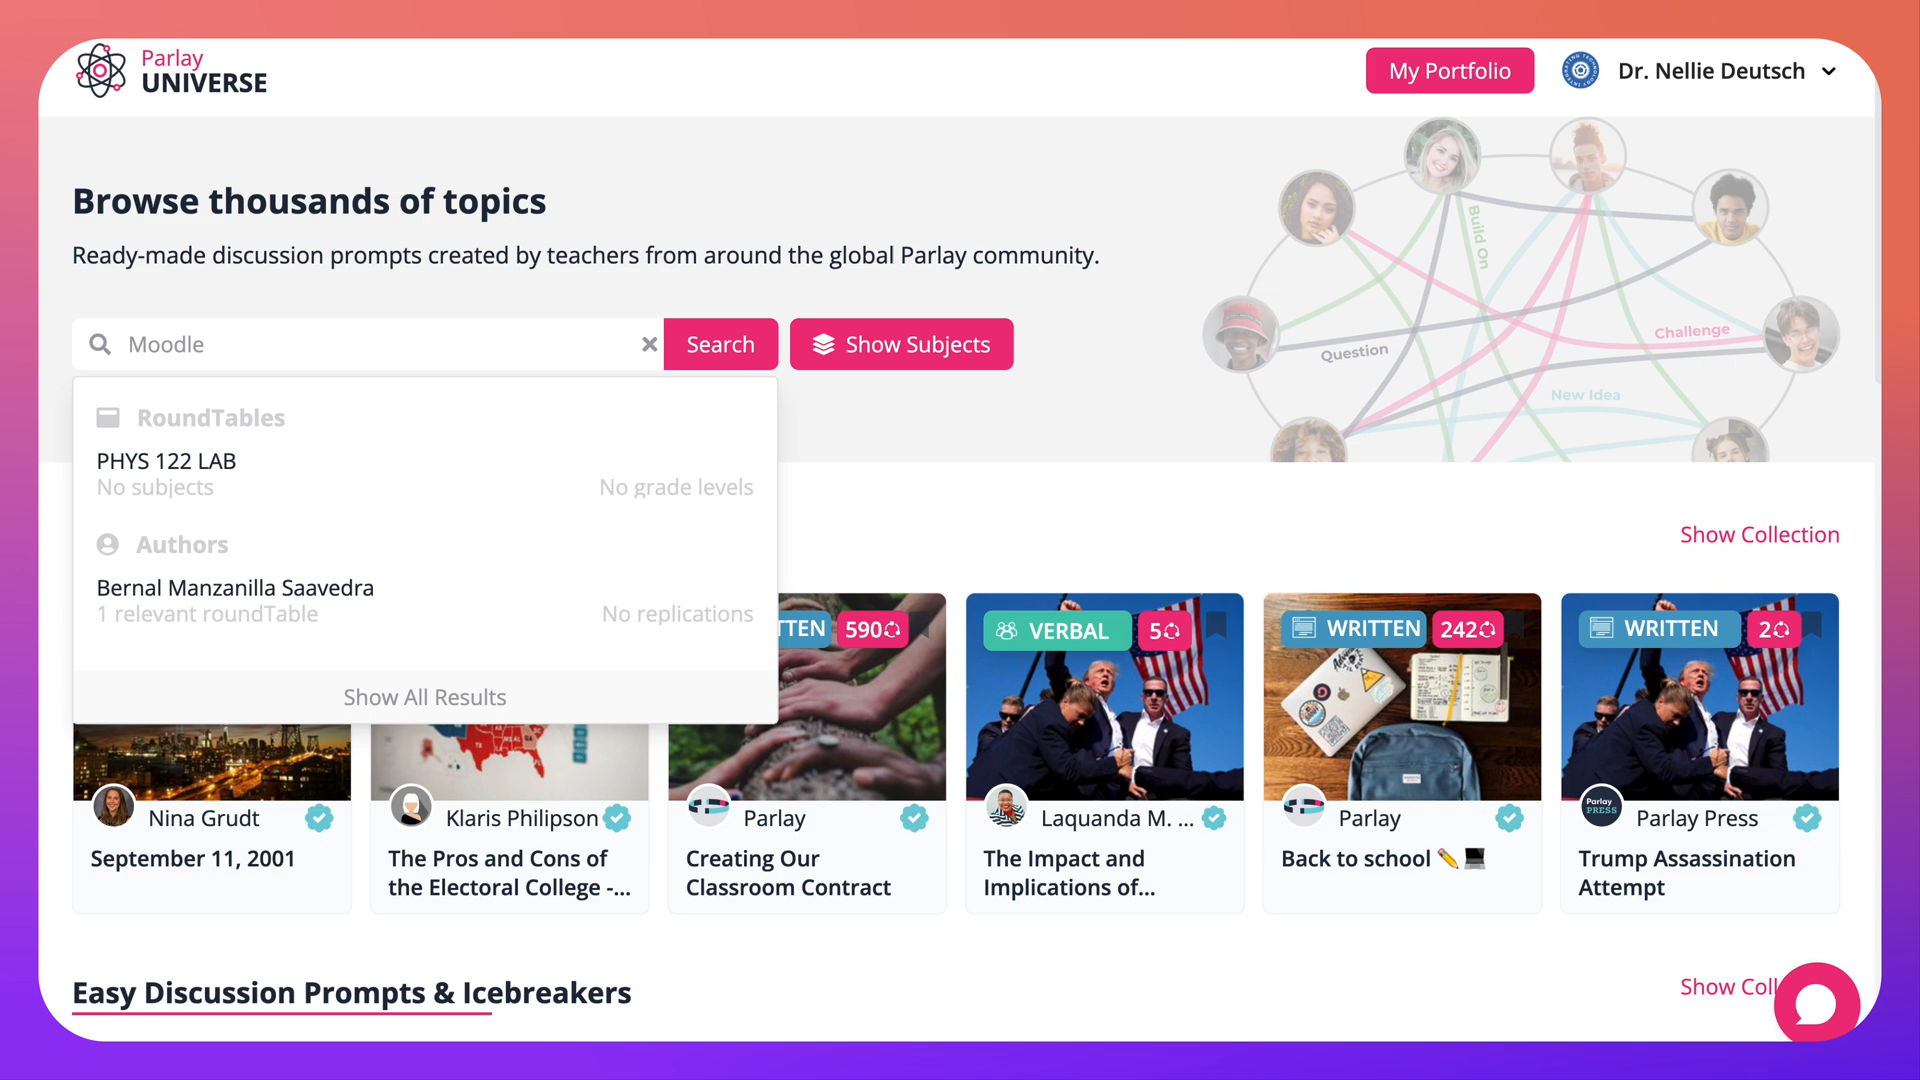 Parlay
UNIVERSE
My Portfolio
Dr. Nellie Deutsch
Browse thousands of topics
Ready-made discussion prompts created by teachers from around the global Parlay community.
Moodle
Search
Show Subjects
Build On
Question
Challenge
New Idea
RoundTables
PHYS 122 LAB
No subjects
No grade levels
Authors
Bernal Manzanilla Saavedra
1 relevant roundTable
No replications
Show All Results
Show Collection
TTEN
590
VERBAL
5
WRITTEN
242
WRITTEN
2
Nina Grudt
September 11, 2001
Klaris Philipson
The Pros and Cons of
the Electoral College -...
Parlay
Creating Our
Classroom Contract
Laquanda M. ...
The Impact and
Implications of...
Parlay
Back to school ✏️💻
Parlay
PRESS
Parlay Press
Trump Assassination
Attempt
Easy Discussion Prompts & Icebreakers
Show Coll